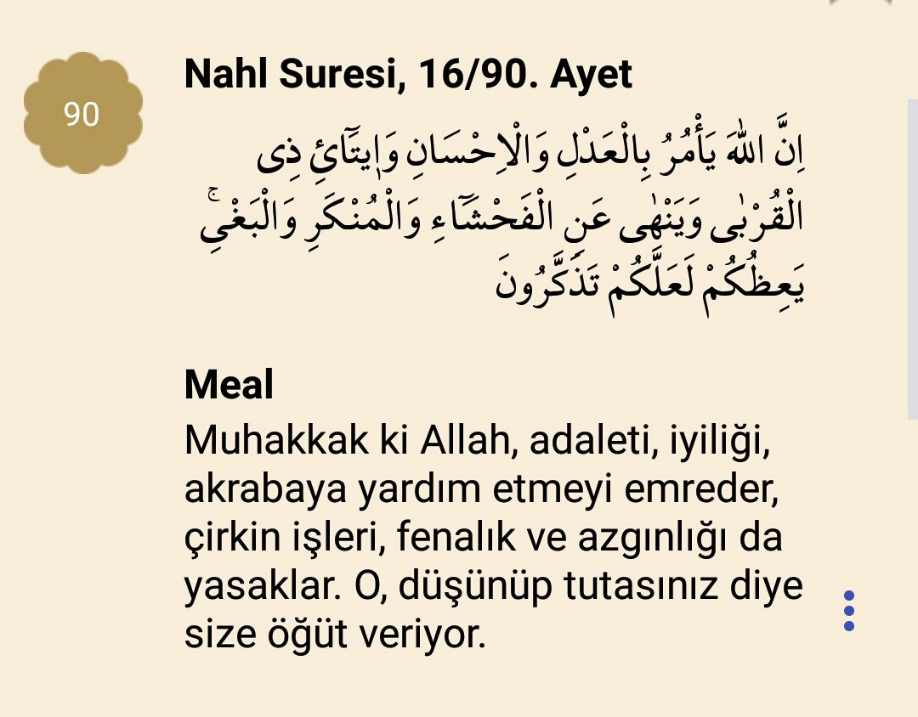 90
Nahl Suresi, 16/90. Ayet
اِنَّ اللّٰهَ يَأْمُرُ بِالْعَدْلِ وَالْاِحْسَانِ وَا۪يتَٓائِ ذِي
الْقُرْبٰى وَيَنْهٰى عَنِ الْفَحْشَٓاءِ وَالْمُنْكَرِ وَالْبَغْيِۚ
يَعِظُكُمْ لَعَلَّكُمْ تَذَكَّرُونَ
Meal
Muhakkak ki Allah, adaleti, iyiliği,
akrabaya yardım etmeyi emreder,
çirkin işleri, fenalık ve azgınlığı da
yasaklar. O, düşünüp tutasınız diye
size öğüt veriyor.